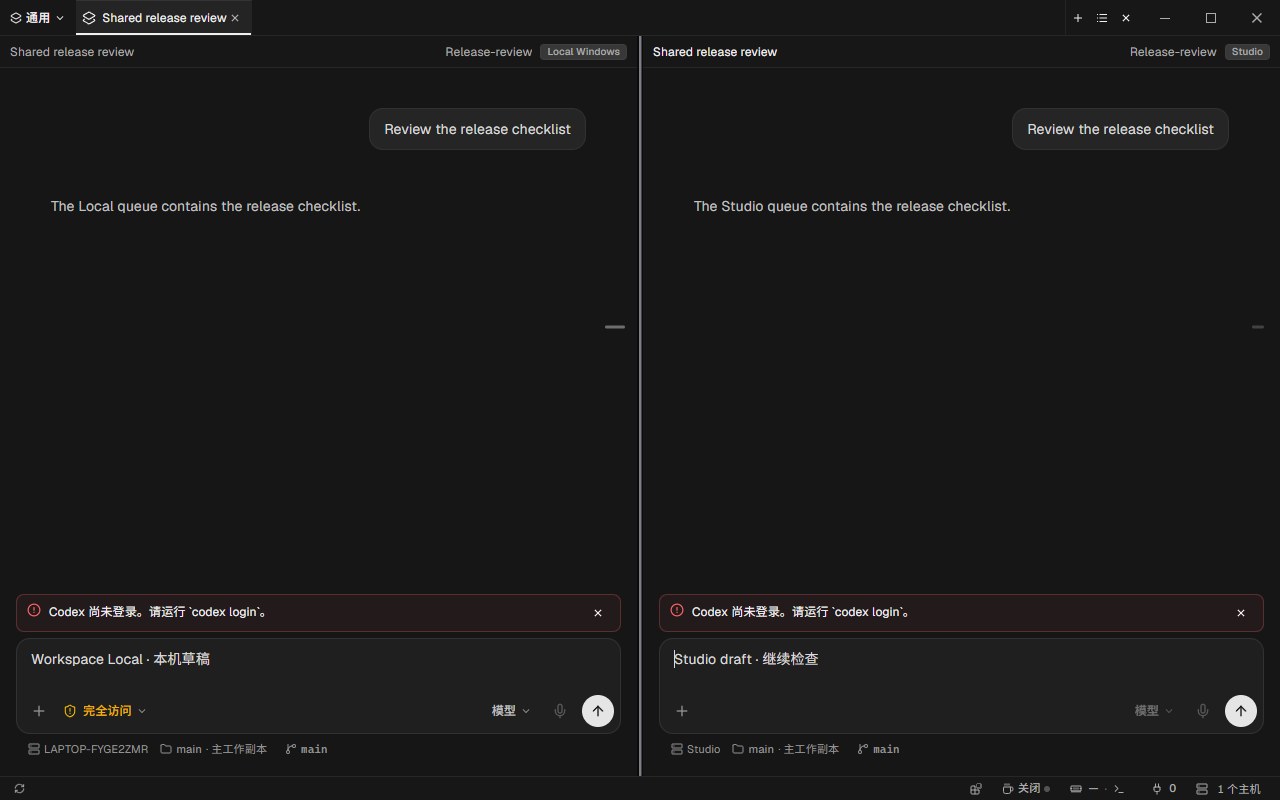 通用
Shared release review
Shared release review
Release-review
Local Windows
Review the release checklist
The Local queue contains the release checklist.
Codex 尚未登录。请运行 `codex login`。
Workspace Local · 本机草稿
完全访问
模型
LAPTOP-FYGE2ZMR
main · 主工作副本
main
Shared release review
Release-review
Studio
Review the release checklist
The Studio queue contains the release checklist.
Codex 尚未登录。请运行 `codex login`。
Studio draft · 继续检查
模型
Studio
main · 主工作副本
main
关闭
— ·
0
1 个主机